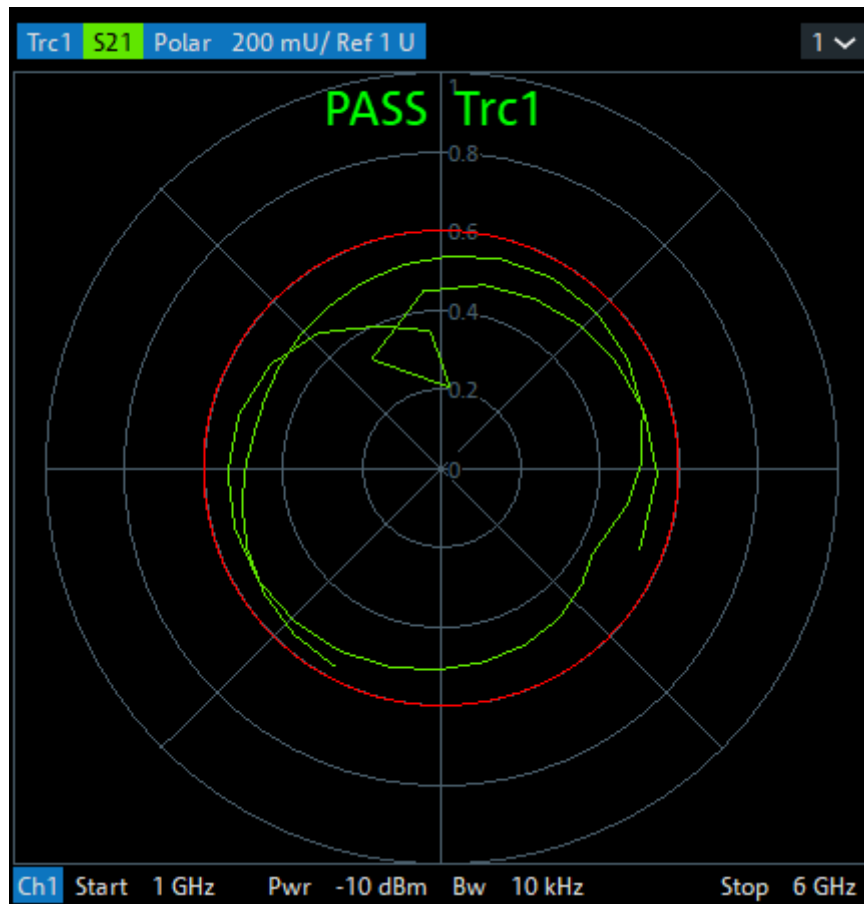 Trc1 S21 Polar 200 mU/ Ref 1 U 1
PASS Trc1
1
0.8
0.6
0.4
0.2
0
Ch1 Start 1 GHz Pwr -10 dBm Bw 10 kHz Stop 6 GHz